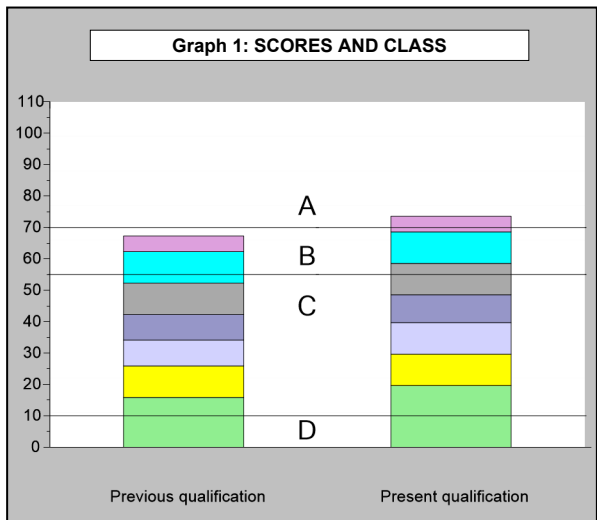 Graph 1: SCORES AND CLASS
110
100
90
80
70
60
50
40
30
20
10
0
A
B
C
D
Previous qualification
Present qualification